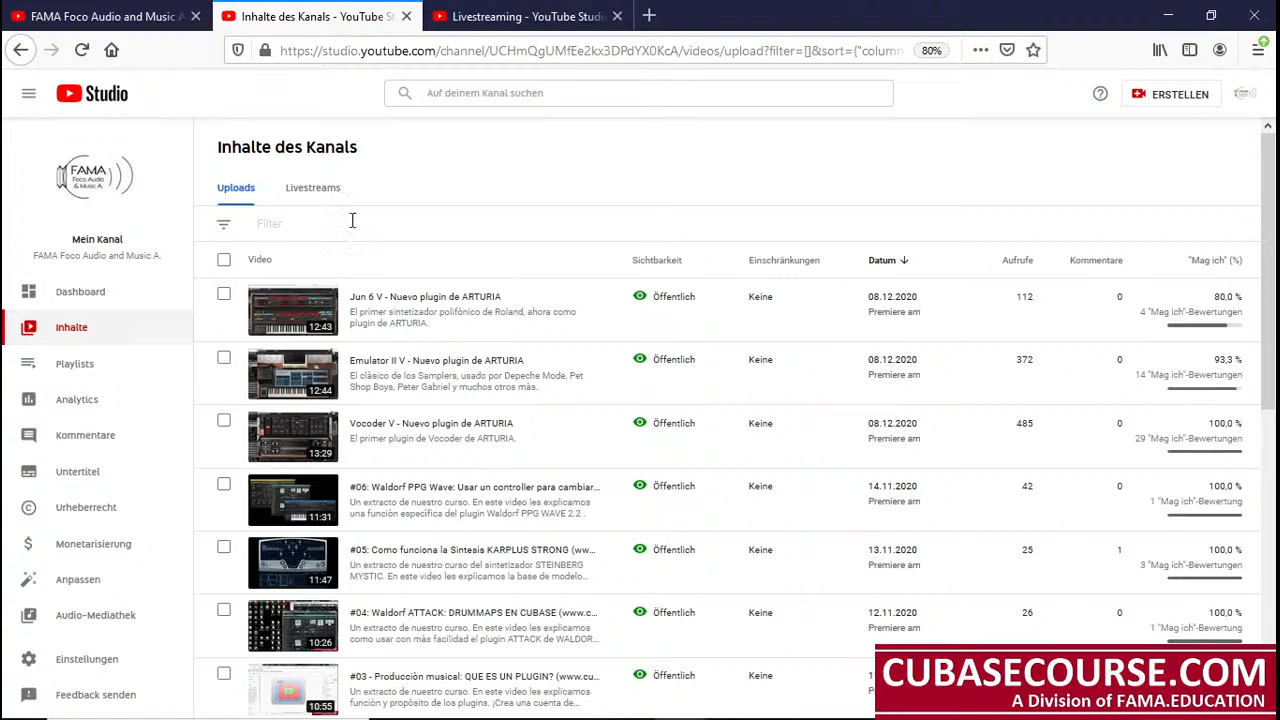 FAMA Foco Audio and Music A
Inhalte des Kanals - YouTube St
Livestreaming - YouTube Studio
https://studio.youtube.com/channel/UCHmQgUMfEe2kx3DPdYX0KcA/videos/upload?filter=[]&sort={"column
80%
Studio
Auf deinem Kanal suchen
ERSTELLEN
FAMA
Foco Audio
& Music A.
Mein Kanal
FAMA Foco Audio and Music A.
Dashboard
Inhalte
Playlists
Analytics
Kommentare
Untertitel
Urheberrecht
Monetarisierung
Anpassen
Audio-Mediathek
Einstellungen
Feedback senden
Inhalte des Kanals
Uploads Livestreams
Filter
Video Sichtbarkeit Einschränkungen Datum Aufrufe Kommentare "Mag ich" (%)
Jun 6 V - Nuevo plugin de ARTURIA Öffentlich Keine 08.12.2020 112 0 80,0 %
El primer sintetizador polifònico de Roland ahora como Premiere am 4 "Mag ich"-Bewertungen
plugin de ARTURIA.
12:43
Emulator II V - Nuevo plugin de ARTURIA Öffentlich Keine 08.12.2020 372 0 93,3 %
El clàsico de los Samplers, usado por Depeche Mode, Pet Premiere am 14 "Mag ich"-Bewertungen
Shop Boys, Peter Gabriel y muchos otros màs.
12:44
Vocoder V - Nuevo plugin de ARTURIA Öffentlich Keine 08.12.2020 485 0 100,0 %
El primer plugin de Vocoder de ARTURIA. Premiere am 29 "Mag ich"-Bewertungen
13:29
#06: Waldorf PPG Wave: Usar un controller para cambiar... Öffentlich Keine 14.11.2020 42 0 100,0 %
Un extracto de nuestro curso. En este video les explicamos Premiere am 1 "Mag ich"-Bewertung
una funciòn especifica del plugin Waldorf PPG WAVE 2.2 .
11:31
#05: Como funciona la Sintesis KARPLUS STRONG (ww... Öffentlich Keine 13.11.2020 25 1 100,0 %
Un extracto de nuestro curso del sintetizador STEINBERG Premiere am 3 "Mag ich"-Bewertungen
MYSTIC. En este video les explicamos la base de modelo...
11:47
#04: Waldorf ATTACK: DRUMMAPS EN CUBASE (www.c... Öffentlich Keine 12.11.2020 26 0 100,0 %
Un extracto de nuestro curso. En este video les explicamos Premiere am 1 "Mag ich"-Bewertung
como usar con màs facilidad el plugin ATTACK de WALDOR...
10:26
#03 - Producciòn musical: QUE ES UN PLUGIN? (www.cu... Öffentlich Keine
Un extracto de nuestro curso. En este video les explicamos Premiere am
funciòn y propòsito de los plugins. ¡Crea una cuenta de...
10:55
CUBASECOURSE.COM
A Division of FAMA.EDUCATION